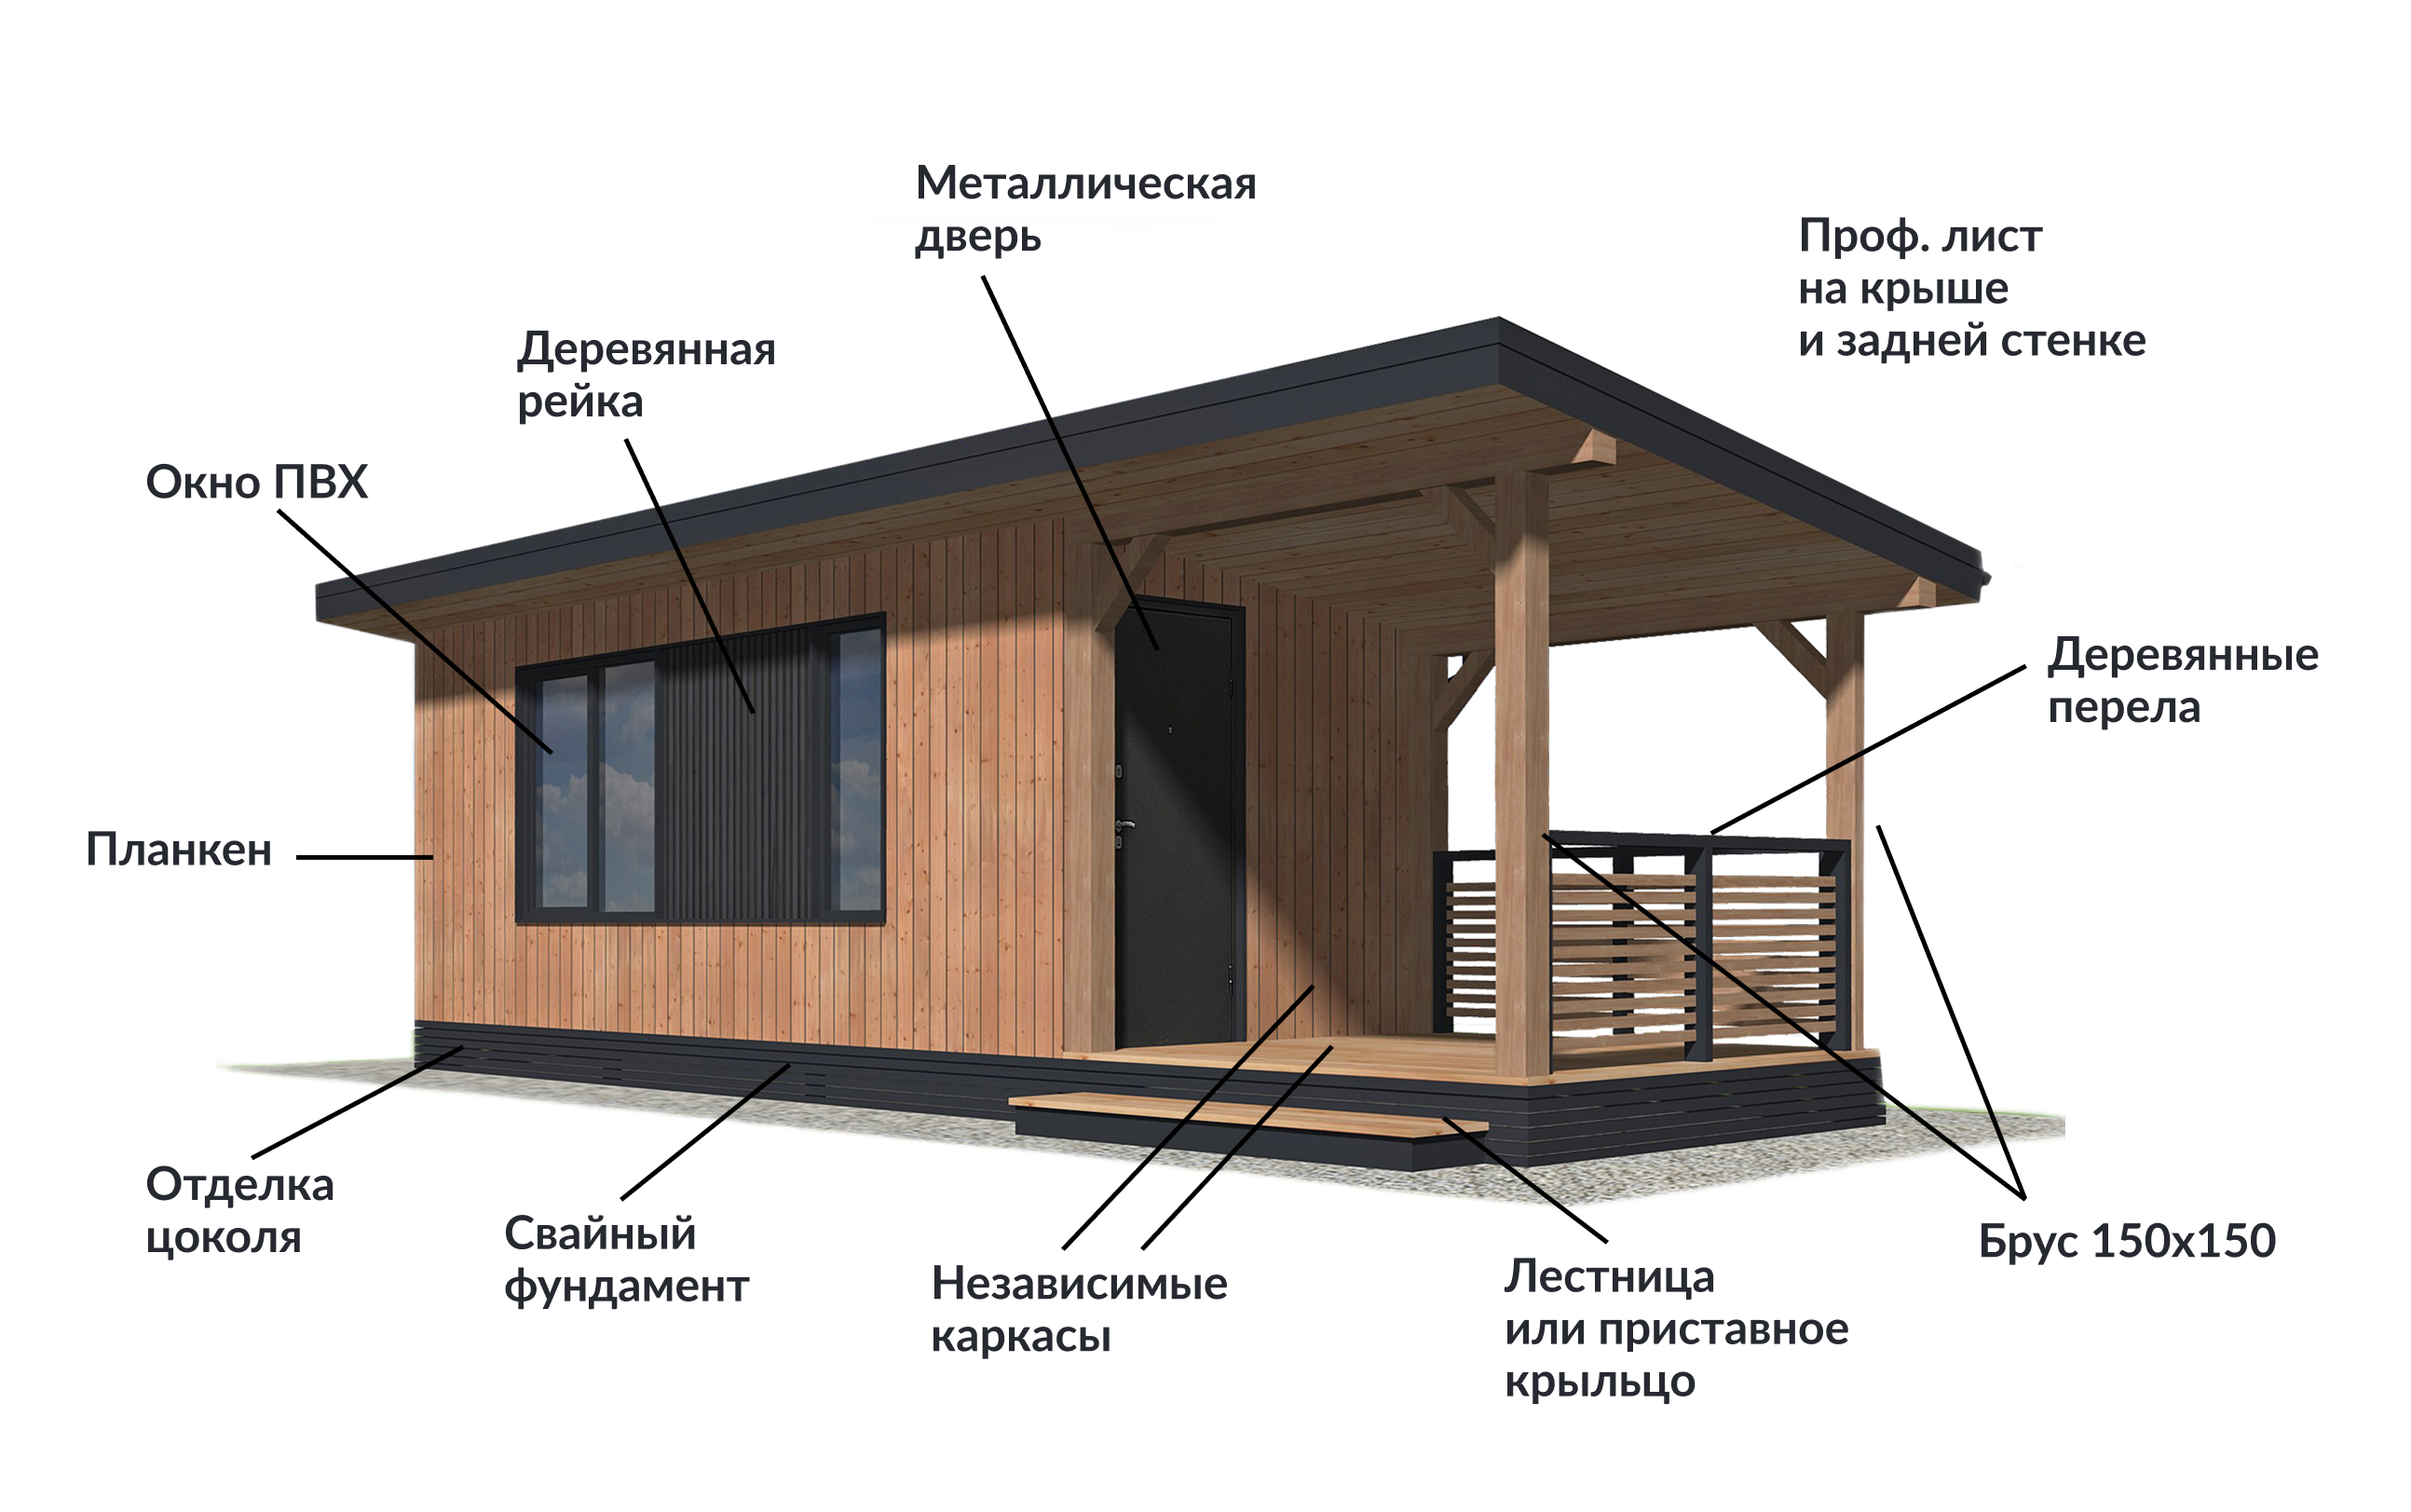 Металлическая
дверь
Проф. лист
на крыше
и задней стенке
Деревянная
рейка
Окно ПВХ
Деревянные
перела
Планкен
Отделка
цоколя
Свайный
фундамент
Независимые
каркасы
Лестница
или приставное
крыльцо
Брус 150х150